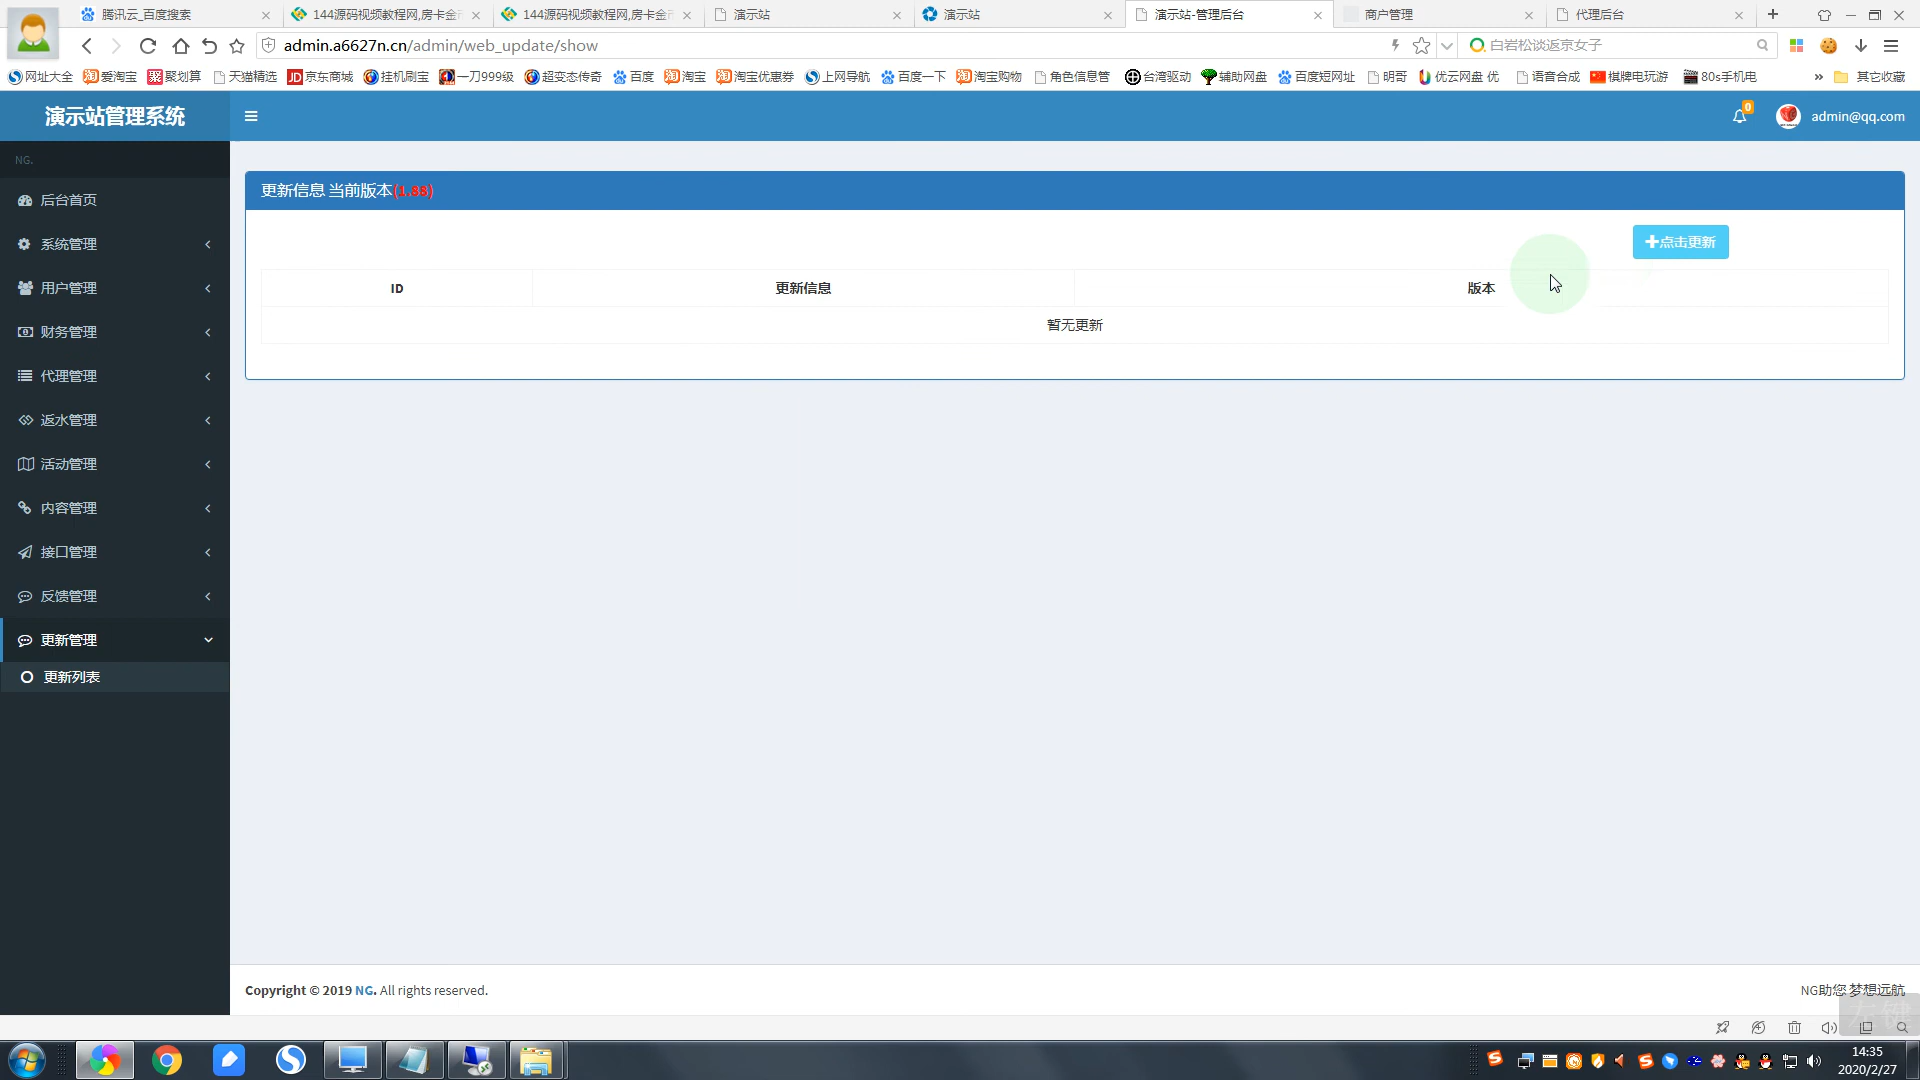 腾讯云_百度搜索
144源码视频教程网,房卡金币
144源码视频教程网,房卡金币
演示站
演示站
演示站-管理后台
商户管理
代理后台
admin.a6627n.cn/admin/web_update/show
白岩松谈返京女子
网址大全 爱淘宝 聚划算 天猫精选 京东商城 挂机刷宝 一刀999级 超变态传奇 百度 淘宝 淘宝优惠券 上网导航 百度一下 淘宝购物 角色信息管 台湾驱动 辅助网盘 百度短网址 明哥 优云网盘 优 语音合成 棋牌电玩游 80s手机电 » 其它收藏
演示站管理系统
0
admin@qq.com
NG.
后台首页
系统管理
用户管理
财务管理
代理管理
返水管理
活动管理
内容管理
接口管理
反馈管理
更新管理
更新列表
更新信息 当前版本(1.88)
点击更新
ID 更新信息 版本
暂无更新
Copyright © 2019 NG. All rights reserved.
NG助您 梦想远航
14:35
2020/2/27